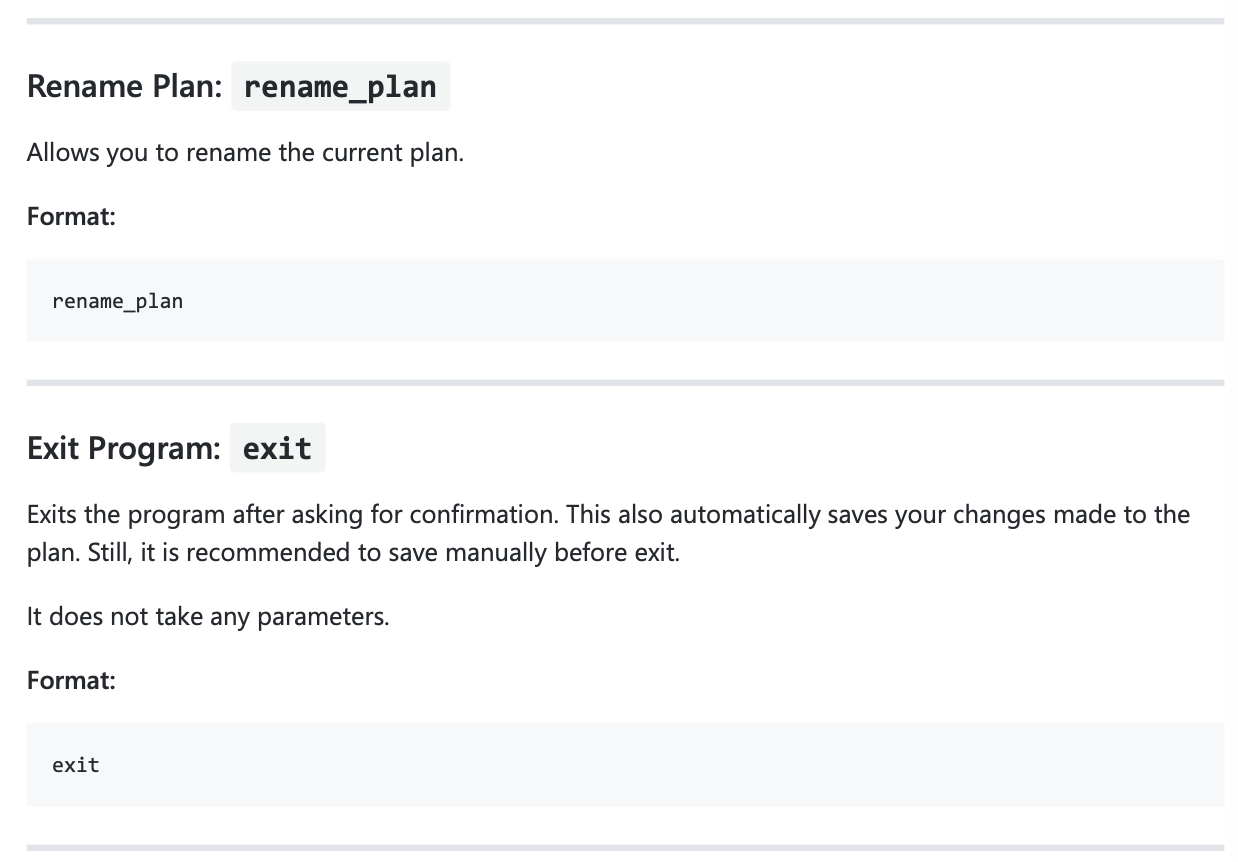 Rename Plan: rename_plan
Allows you to rename the current plan.
Format:
rename_plan
Exit Program: exit
Exits the program after asking for confirmation. This also automatically saves your changes made to the
plan. Still, it is recommended to save manually before exit.
It does not take any parameters.
Format:
exit